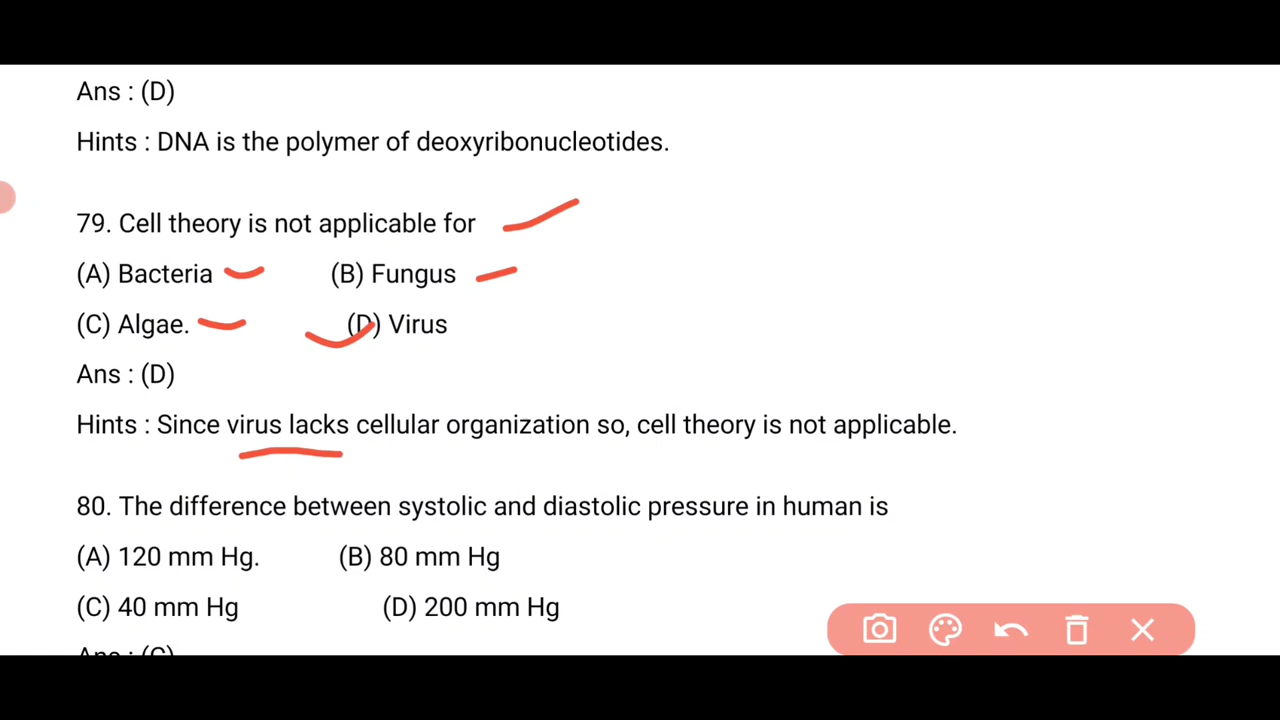 Ans : (D)
Hints : DNA is the polymer of deoxyribonucleotides.
79. Cell theory is not applicable for
(A) Bacteria (B) Fungus
(C) Algae. (D) Virus
Ans : (D)
Hints : Since virus lacks cellular organization so, cell theory is not applicable.
80. The difference between systolic and diastolic pressure in human is
(A) 120 mm Hg. (B) 80 mm Hg
(C) 40 mm Hg (D) 200 mm Hg
Ans : (C)